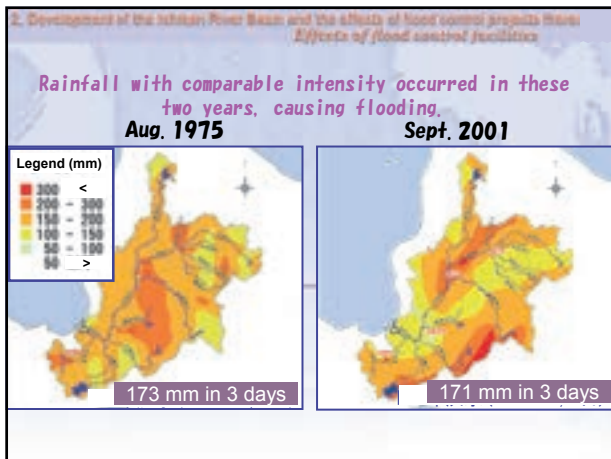 2. Development of the Ishikari River Basin and the effects of flood control projects
Effects of flood control facilities
Rainfall with comparable intensity occurred in these
two years, causing flooding.
Aug. 1975
Sept. 2001
Legend (mm)
300 <
200 - 300
150 - 200
100 - 150
50 - 100
50 >
173 mm in 3 days
171 mm in 3 days